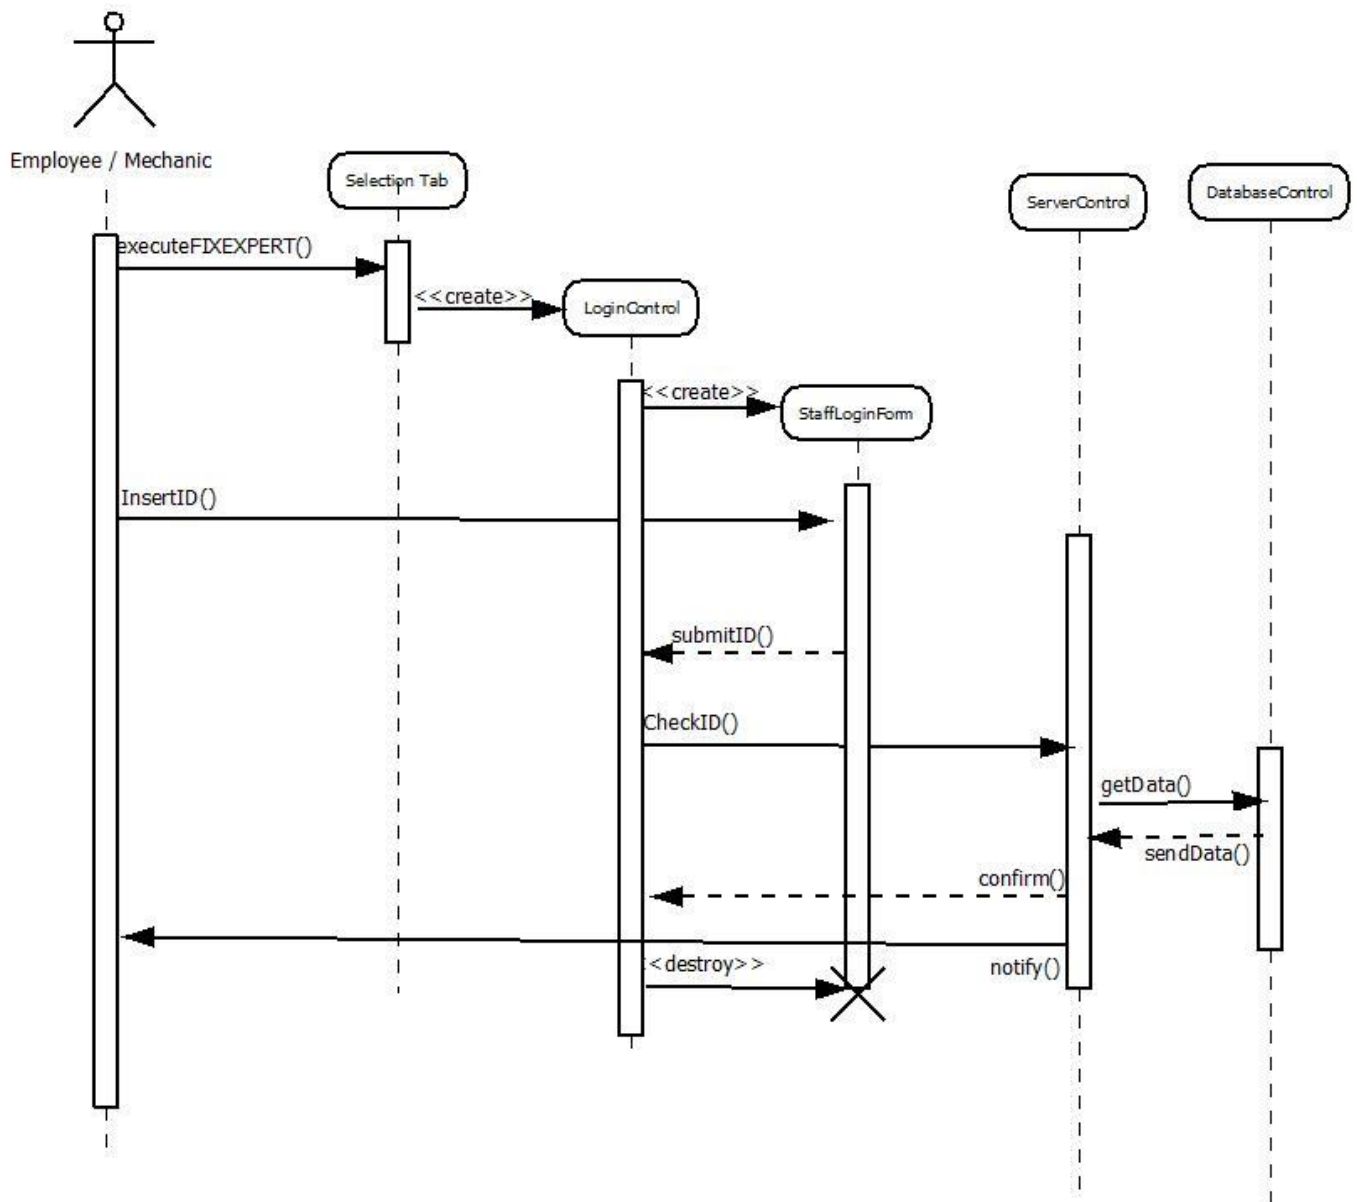 Employee / Mechanic
Selection Tab
ServerControl
DatabaseControl
executeFIXEXPERT()
<<create>>
LoginControl
<<create>>
StaffLoginForm
InsertID()
submitID()
CheckID()
getData()
sendData()
confirm()
<<destroy>>
notify()